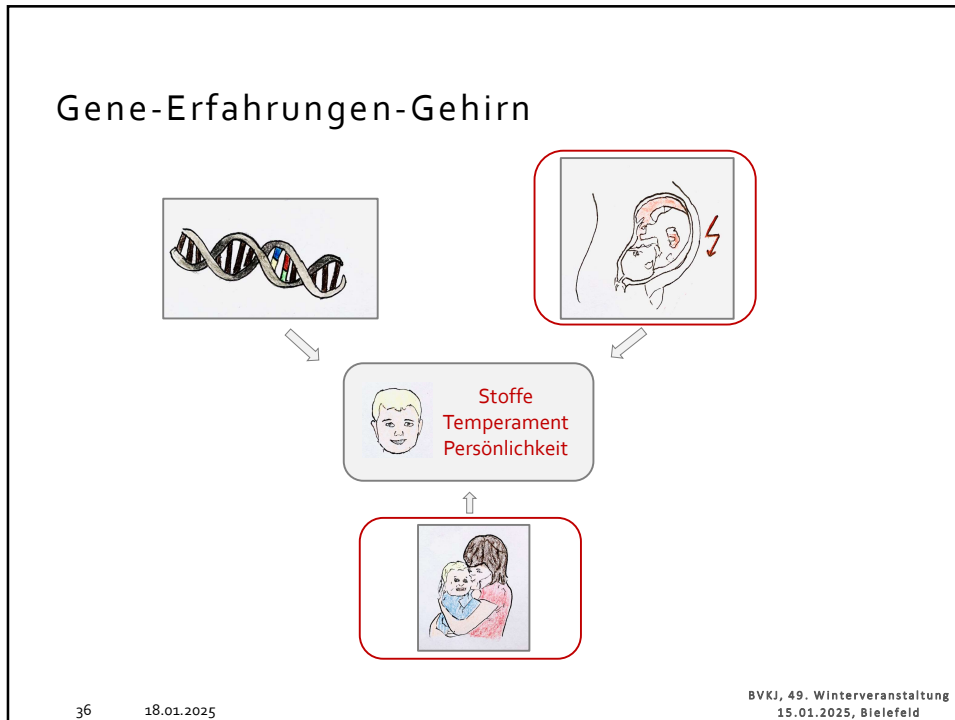 Gene-Erfahrungen-Gehirn
Stoffe
Temperament
Persönlichkeit
36 18.01.2025
BVKJ, 49. Winterveranstaltung
15.01.2025, Bielefeld